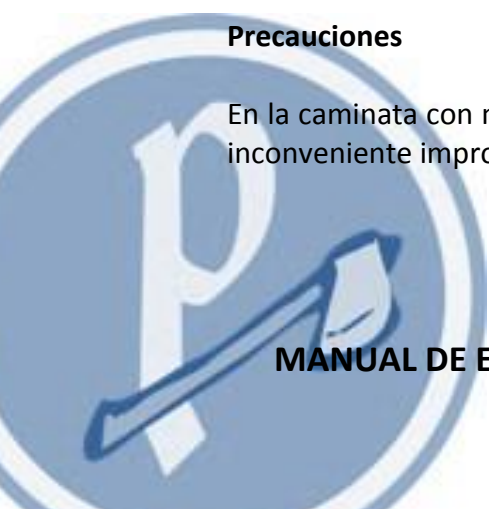 Precauciones
En la caminata con
inconveniente
MANUAL DE
P